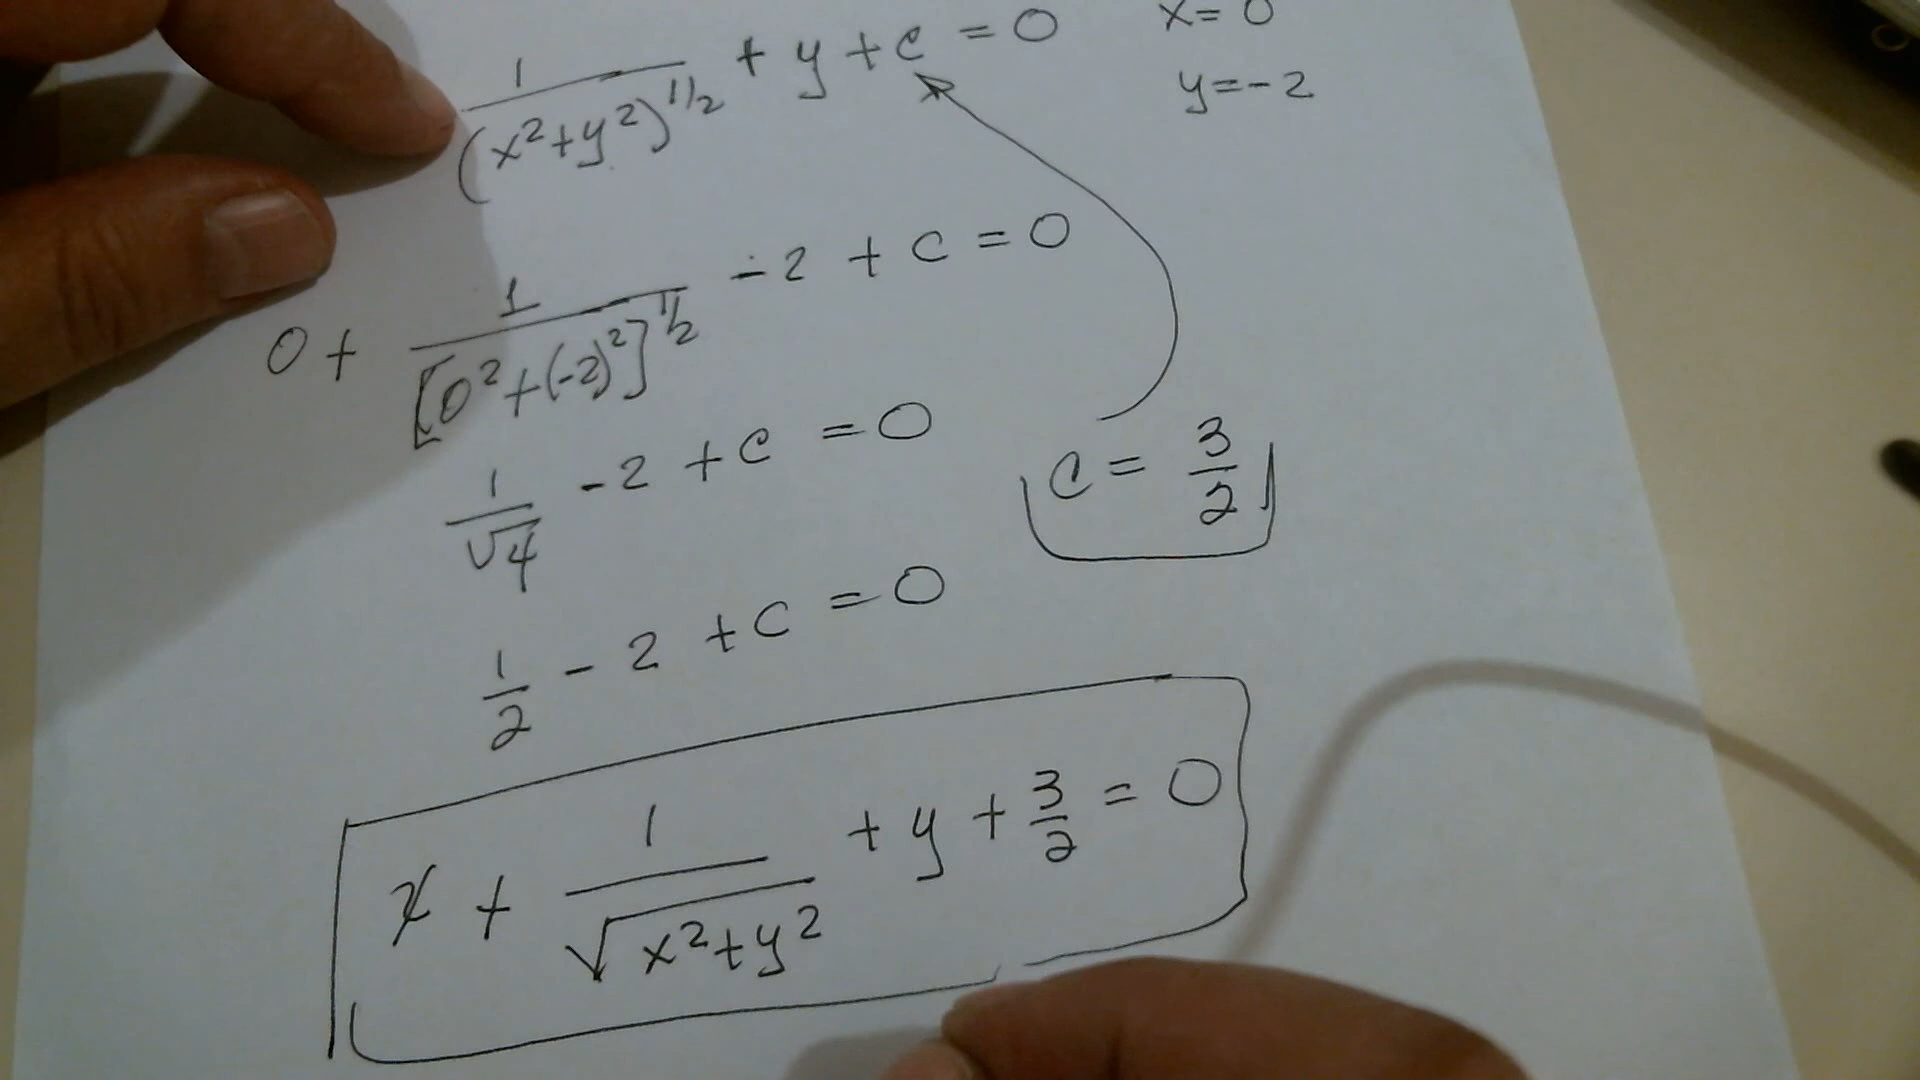 1/(x²+y²)^1/2 + y + c = 0
x = 0
y = -2
0 + 1/[0²+(-2)²]^1/2 - 2 + c = 0
1/√4 - 2 + c = 0
c = 3/2
1/2 - 2 + c = 0
x + 1/√x²+y² + y + 3/2 = 0